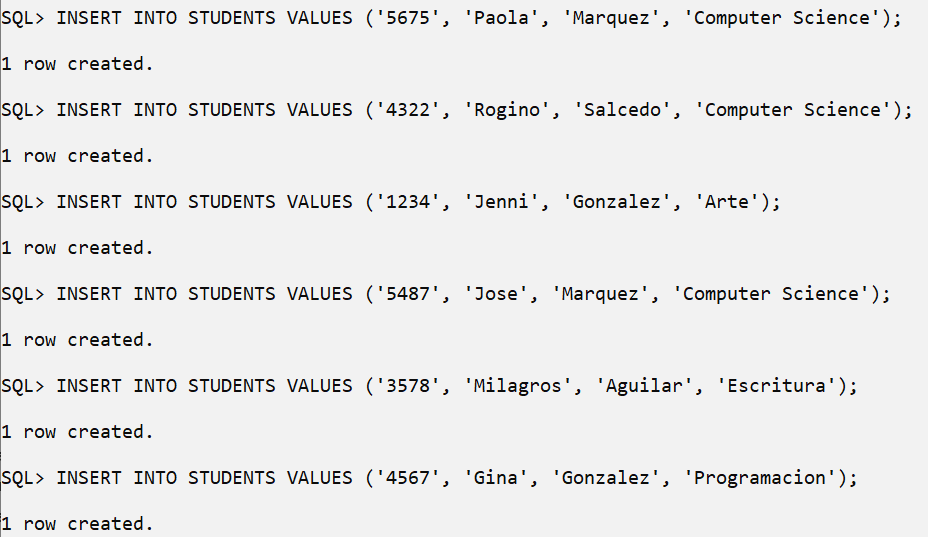 SQL> INSERT INTO STUDENTS VALUES ('5675', 'Paola', 'Marquez', 'Computer Science');
1 row created.
SQL> INSERT INTO STUDENTS VALUES ('4322', 'Rogino', 'Salcedo', 'Computer Science');
1 row created.
SQL> INSERT INTO STUDENTS VALUES ('1234', 'Jenni', 'Gonzalez', 'Arte');
1 row created.
SQL> INSERT INTO STUDENTS VALUES ('5487', 'Jose', 'Marquez', 'Computer Science');
1 row created.
SQL> INSERT INTO STUDENTS VALUES ('3578', 'Milagros', 'Aguilar', 'Escritura');
1 row created.
SQL> INSERT INTO STUDENTS VALUES ('4567', 'Gina', 'Gonzalez', 'Programacion');
1 row created.